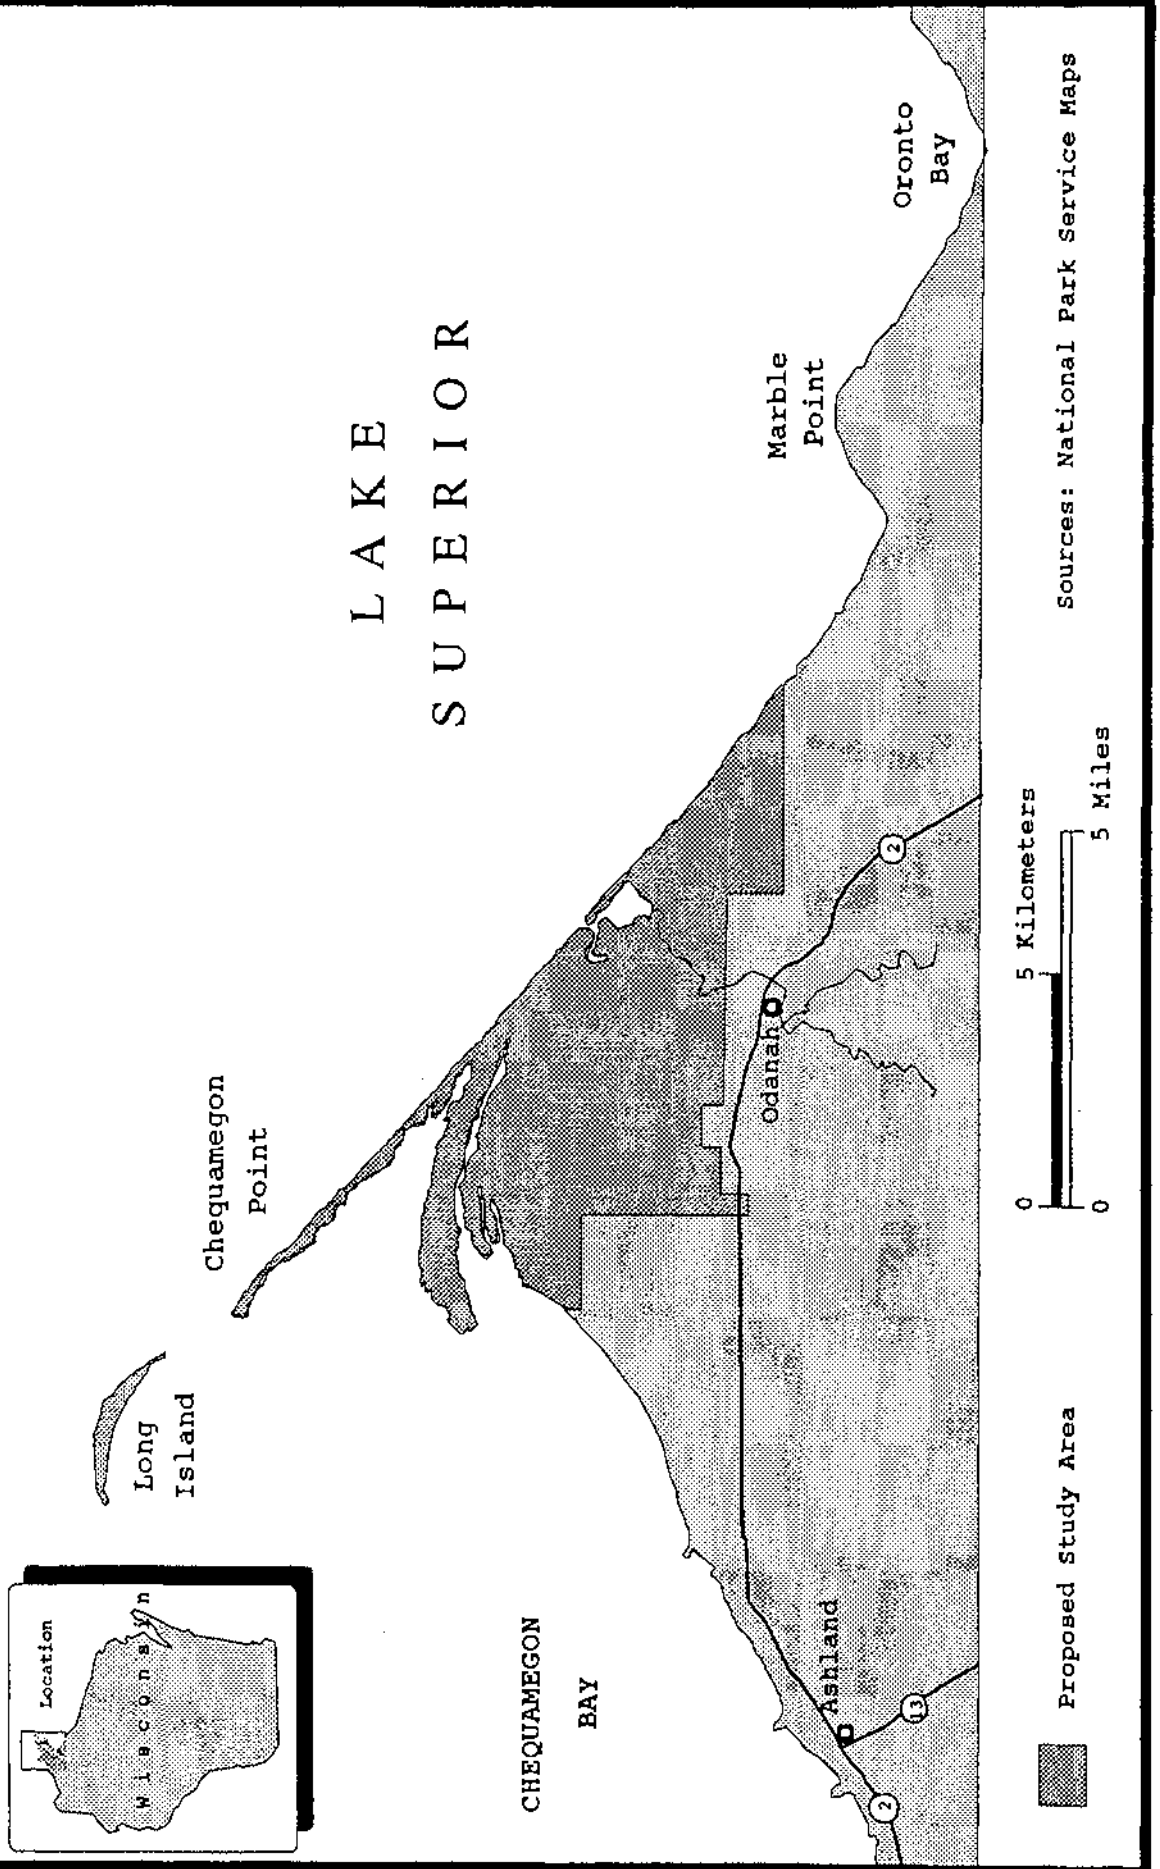 Location
Wisconsin
Long
Island
Chequamegon
Point
LAKE
SUPERIOR
CHEQUAMEGON
BAY
Marble
Point
Oronto
Bay
Odanah
Ashland
2
13
2
Proposed Study Area
0
5 Kilometers
0
5 Miles
Sources: National Park Service Maps